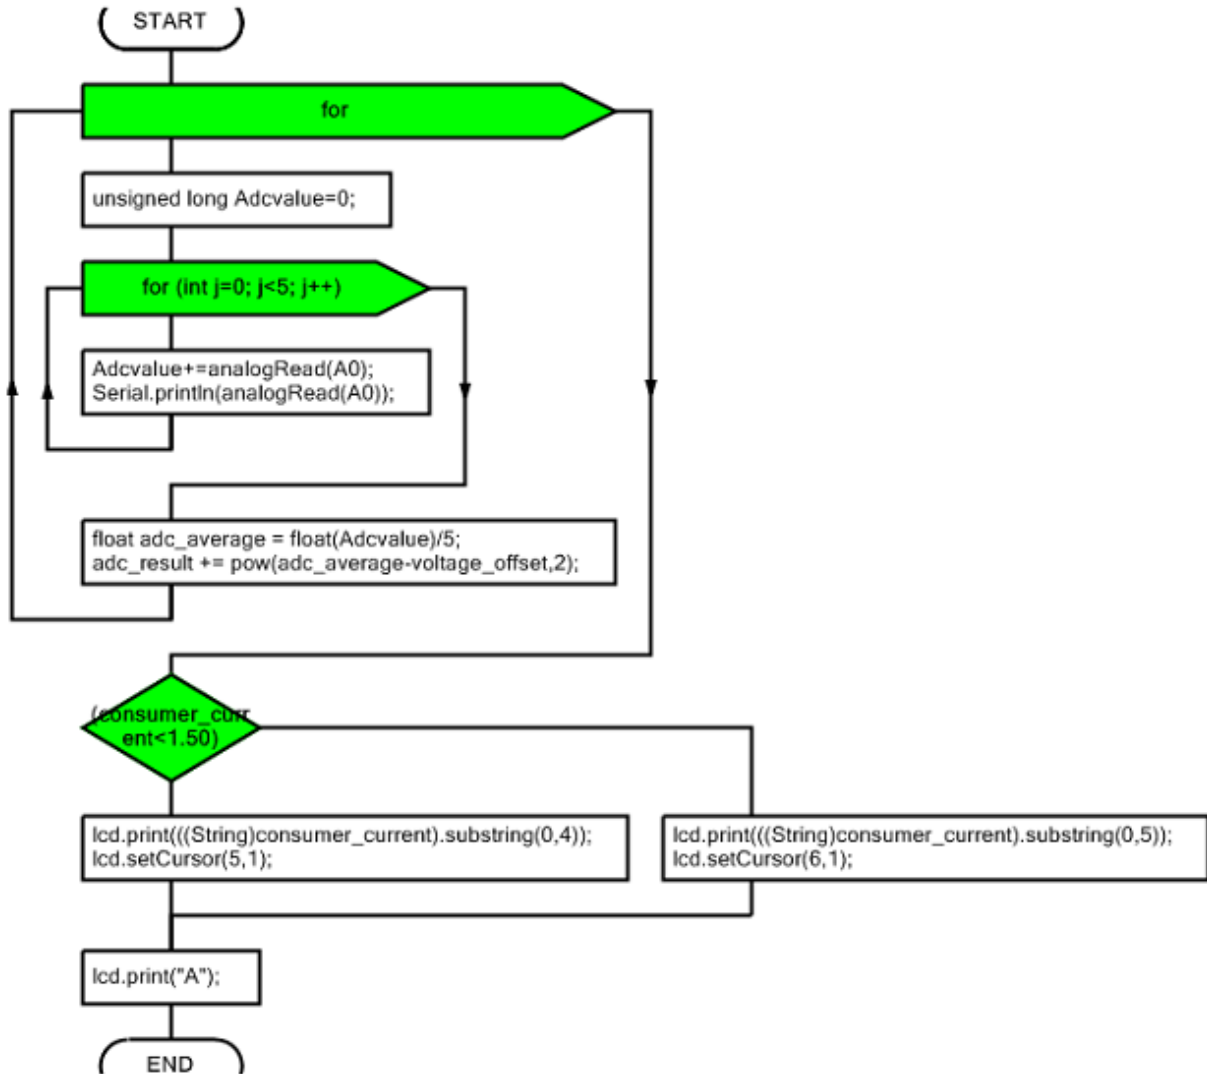 START
for
unsigned long Adcvalue=0;
for (int j=0; j<5; j++)
Adcvalue+=analogRead(A0);
Serial.println(analogRead(A0));
float adc_average = float(Adcvalue)/5;
adc_result += pow(adc_average-voltage_offset,2);
(consumer_curr
ent<1.50)
lcd.print(((String)consumer_current).substring(0,4));
lcd.setCursor(5,1);
lcd.print(((String)consumer_current).substring(0,5));
lcd.setCursor(6,1);
lcd.print("A");
END